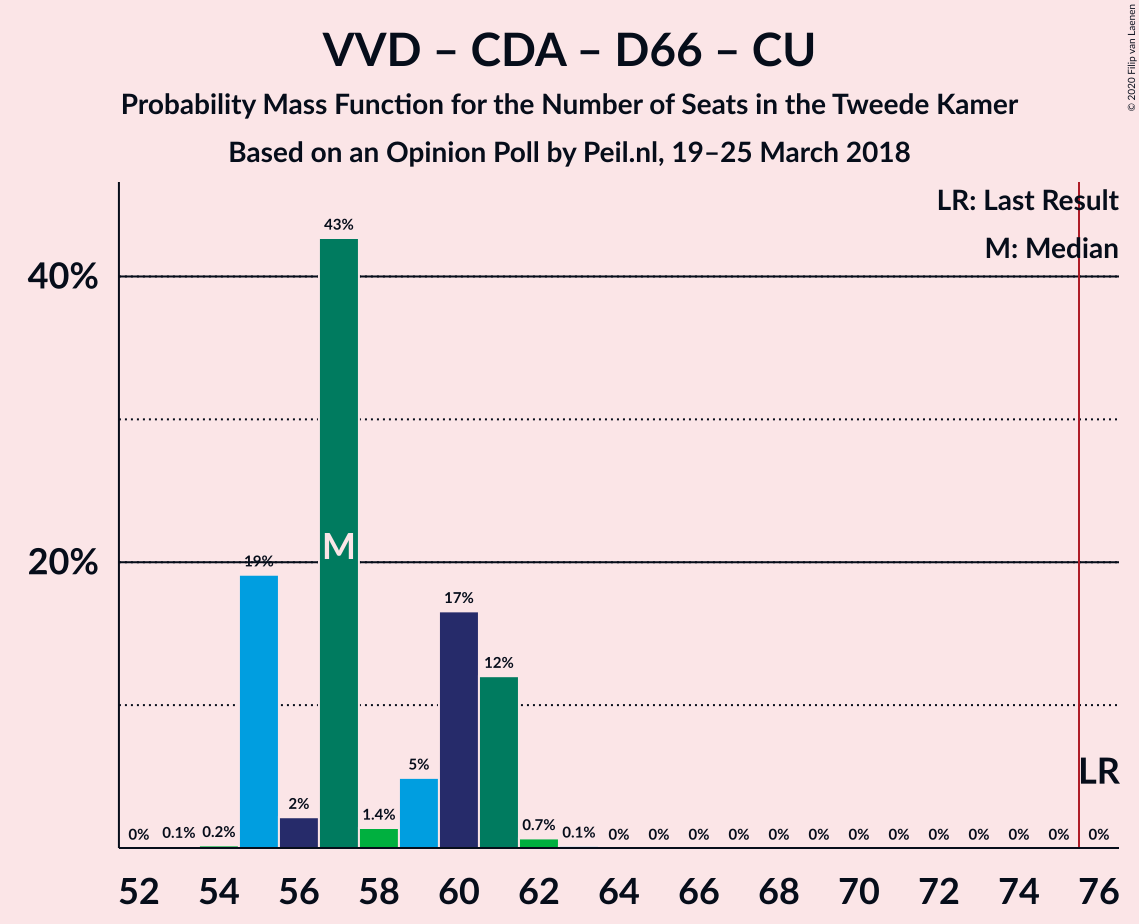 VVD – CDA – D66 – CU
Probability Mass Function for the Number of Seats in the Tweede Kamer
Based on an Opinion Poll by Peil.nl, 19–25 March 2018
© 2020 Filip van Laenen
LR: Last Result
M: Median
40%
20%
0% 0.1% 0.2% 19% 2% 43% 1.4% 5% 17% 12% 0.7% 0.1% 0% 0% 0% 0% 0% 0% 0% 0% 0% 0% 0% 0% 0%
M
LR
52 54 56 58 60 62 64 66 68 70 72 74 76